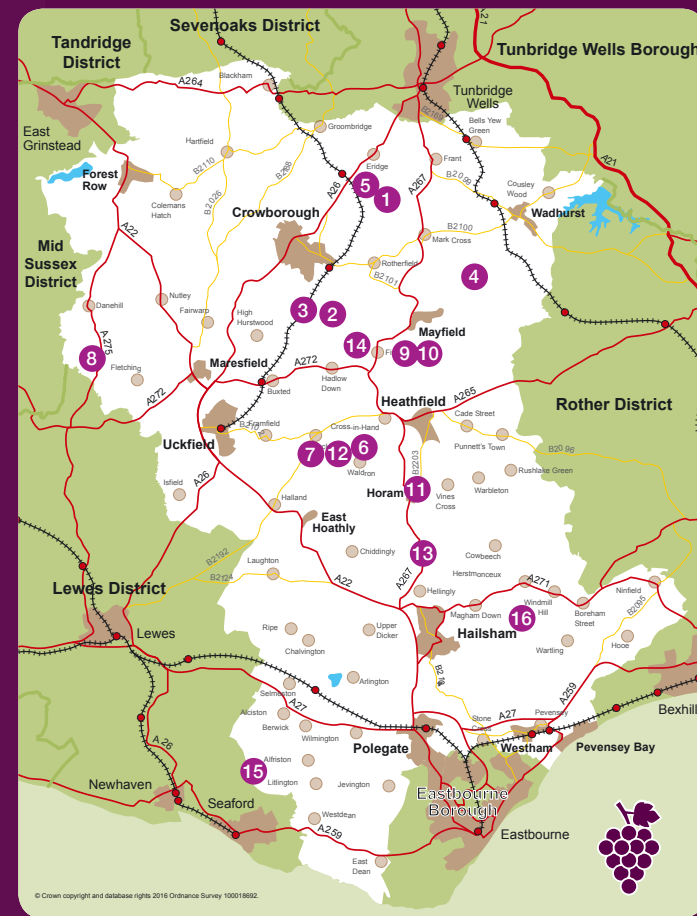 Sevenoaks District
Tandridge
District
Tunbridge Wells Borough
A21
A264
Blackham
Tunbridge
Wells
East
Grinstead
Groombridge
B2169
Bells Yew
Green
Hartfield
B2110
B2188
Eridge
Frant
A21
Forest
Row
A26
A267
B2099
Cousley
Wood
5
1
Colemans
Hatch
B2026
Crowborough
Wadhurst
A22
B2100
Mark Cross
Mid
Sussex
District
Rotherfield
B2101
4
Danehill
Nutley
Fairwarp
High
Hurstwood
3
2
Mayfield
A275
14
9
10
8
Maresfield
A272
Fletching
Buxted
Hadlow
Down
A272
A265
Heathfield
Cade Street
Rother District
Framfield
Cross-in-Hand
Uckfield
Punnett's Town
B2096
7
12
6
Waldron
B2203
Rushlake Green
A26
Isfield
Horam
11
Vines
Cross
Warbleton
Halland
East
Hoathly
B2192
Chiddingly
13
Cowbeech
Laughton
B2124
A22
A267
Herstmonceux
A271
Ninfield
Lewes District
Hellingly
Windmill
Hill
Boreham
Street
B2095
Magham Down
16
Lewes
Ripe
Upper
Dicker
Hailsham
Chalvington
Wartling
Hooe
Arlington
Selmeston
A259
A27
Alciston
Berwick
Stone
Cross
A27
Pevensey
Bexhill
A26
Wilmington
Polegate
Westham
Pevensey Bay
15
Alfriston
Litlington
Jevington
Newhaven
Eastbourne
Borough
Seaford
Westdean
A259
Eastbourne
East
Dean
© Crown copyright and database rights 2016 Ordnance Survey 100018692.